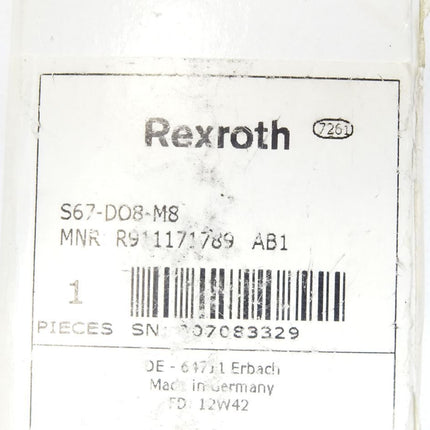 Rexroth 7261
S67-DO8-M8
MNR R911171789 AB1
1
PIECES SN: 007083329
DE - 64711 Erbach
Made in Germany
FD: 12W42